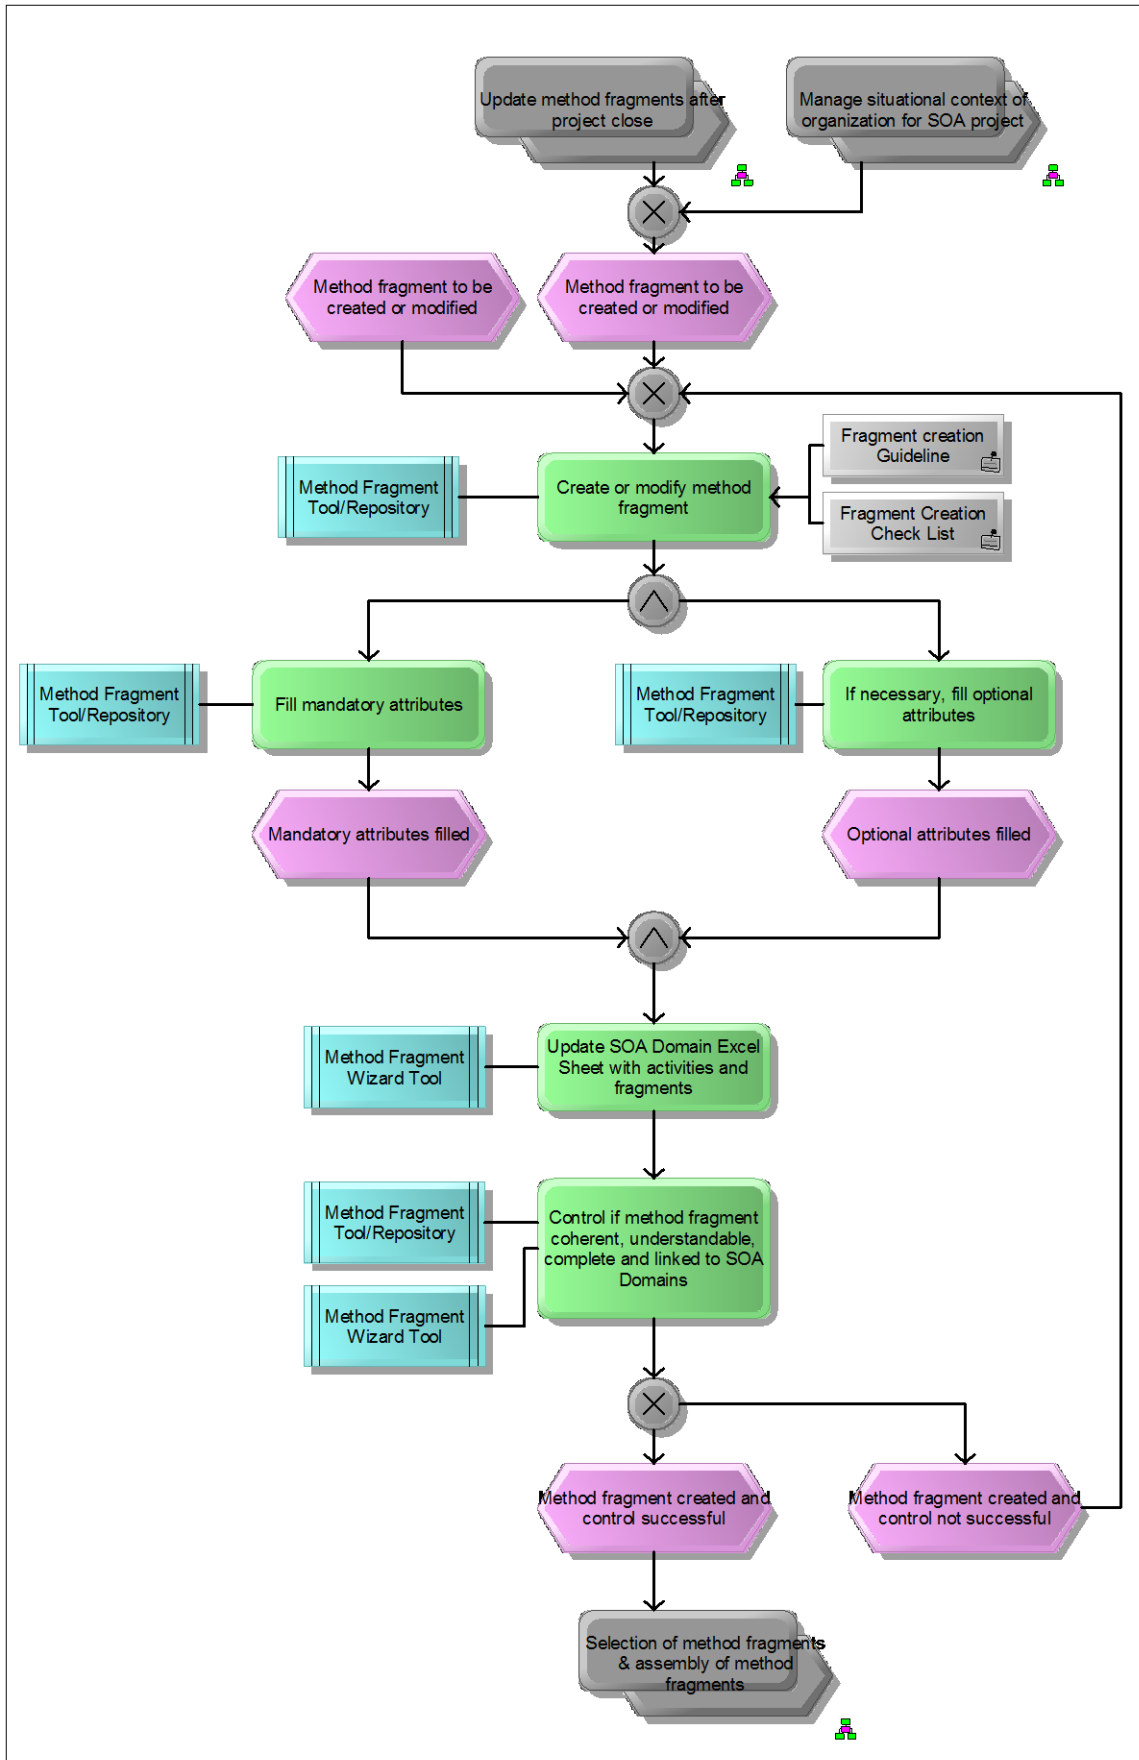 Update method fragments after
project close
Manage situational context of
organization for SOA project
Method fragment to be
created or modified
Method fragment to be
created or modified
Fragment creation
Guideline
Method Fragment
Tool/Repository
Create or modify method
fragment
Fragment Creation
Check List
Method Fragment
Tool/Repository
Fill mandatory attributes
Method Fragment
Tool/Repository
If necessary, fill optional
attributes
Mandatory attributes filled
Optional attributes filled
Method Fragment
Wizard Tool
Update SOA Domain Excel
Sheet with activities and
fragments
Method Fragment
Tool/Repository
Control if method fragment
coherent, understandable,
complete and linked to SOA
Domains
Method Fragment
Wizard Tool
Method fragment created and
control successful
Method fragment created and
control not successful
Selection of method fragments
& assembly of method
fragments